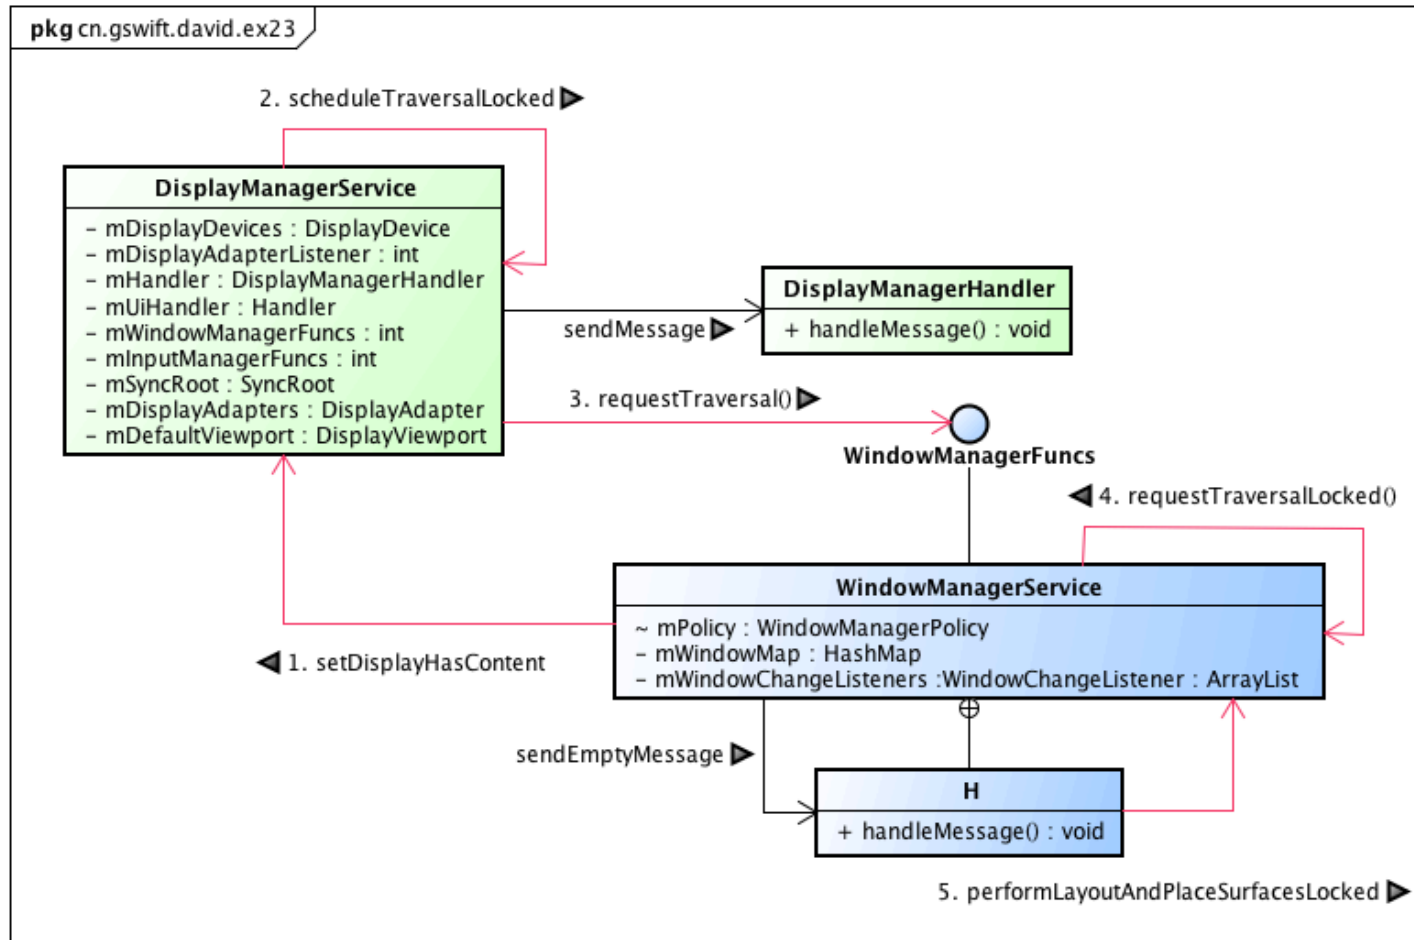 pkg cn.gswift.david.ex23
2. scheduleTraversalLocked
DisplayManagerService
– mDisplayDevices : DisplayDevice
– mDisplayAdapterListener : int
– mHandler : DisplayManagerHandler
– mUiHandler : Handler
– mWindowManagerFuncs : int
– mInputManagerFuncs : int
– mSyncRoot : SyncRoot
– mDisplayAdapters : DisplayAdapter
– mDefaultViewport : DisplayViewport
DisplayManagerHandler
+ handleMessage() : void
sendMessage
3. requestTraversal()
WindowManagerFuncs
4. requestTraversalLocked()
WindowManagerService
~ mPolicy : WindowManagerPolicy
– mWindowMap : HashMap
– mWindowChangeListeners :WindowChangeListener : ArrayList
1. setDisplayHasContent
sendEmptyMessage
H
+ handleMessage() : void
5. performLayoutAndPlaceSurfacesLocked